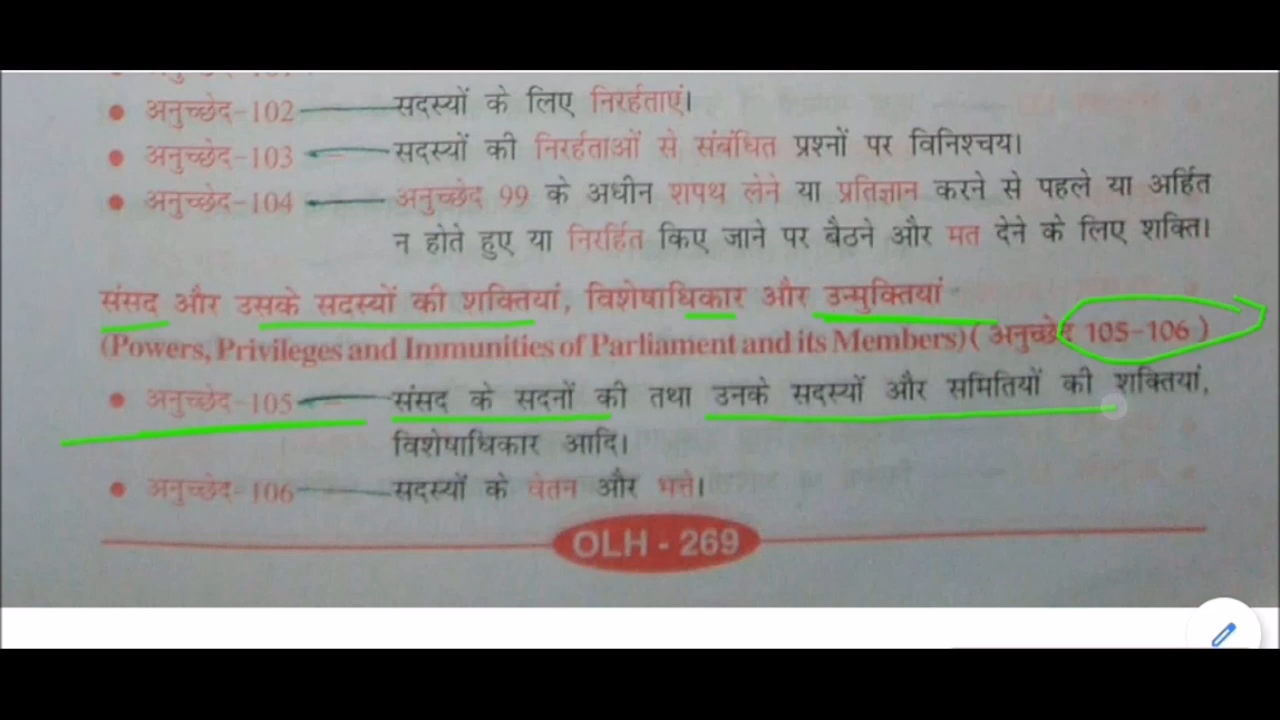 • अनुच्छेद-102 सदस्यों के लिए निरर्हताएं।
• अनुच्छेद-103 सदस्यों की निरर्हताओं से संबंधित प्रश्नों पर विनिश्चय।
• अनुच्छेद-104 अनुच्छेद 99 के अधीन शपथ लेने या प्रतिज्ञान करने से पहले या अर्हित
न होते हुए या निरर्हित किए जाने पर बैठने और मत देने के लिए शक्ति।
संसद और उसके सदस्यों की शक्तियां, विशेषाधिकार और उन्मुक्तियां
(Powers, Privileges and Immunities of Parliament and its Members) ( अनुच्छेद 105-106 )
• अनुच्छेद-105 संसद के सदनों की तथा उनके सदस्यों और समितियों की शक्तियां,
विशेषाधिकार आदि।
• अनुच्छेद-106 सदस्यों के वेतन और भत्ते।
OLH - 269